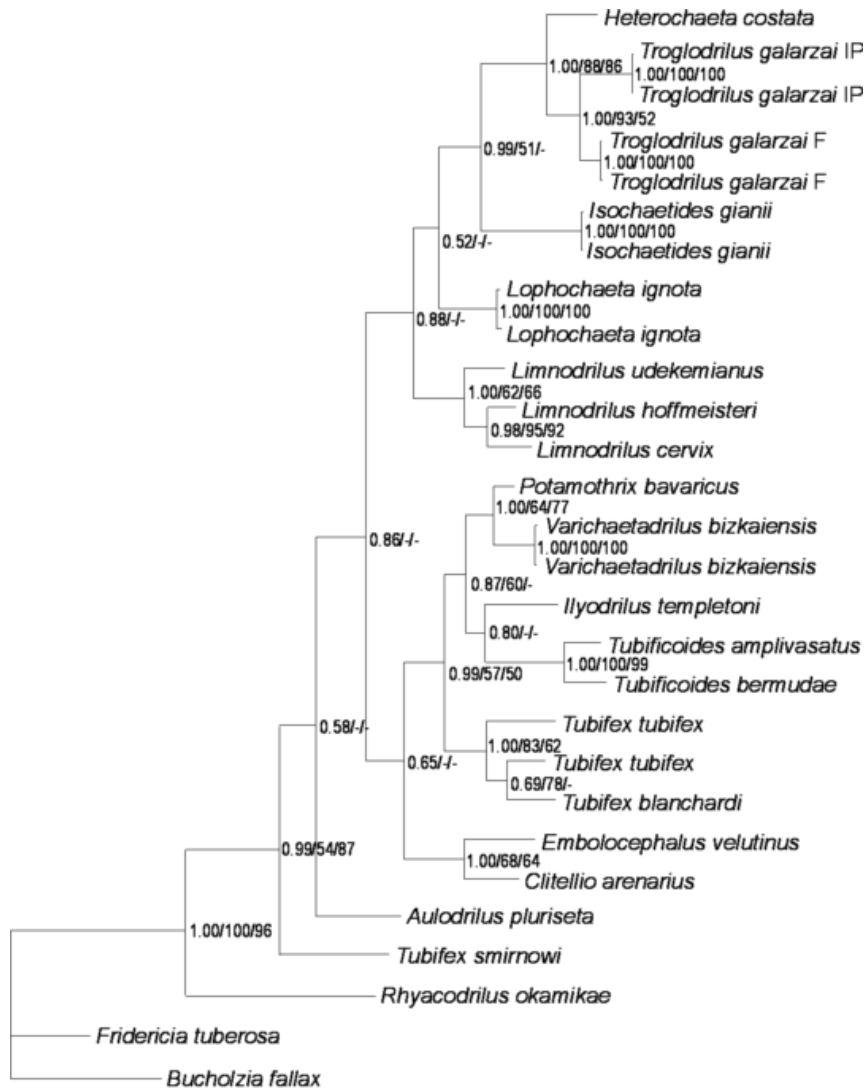 Heterochaeta costata
Troglodrilus galarzai IP
1.00/88/86
1.00/100/100
Troglodrilus galarzai IP
1.00/93/52
Troglodrilus galarzai F
0.99/51/-
1.00/100/100
Troglodrilus galarzai F
Isochaetides gianii
1.00/100/100
0.52/-/-
Isochaetides gianii
Lophochaeta ignota
1.00/100/100
0.88/-/-
Lophochaeta ignota
Limnodrilus udekemianus
1.00/62/66
Limnodrilus hoffmeisteri
0.98/95/92
Limnodrilus cervix
Potamothrix bavaricus
1.00/64/77
Varichaetadrilus bizkaiensis
0.86/-/-
1.00/100/100
Varichaetadrilus bizkaiensis
0.87/60/-
Ilyodrilus templetoni
0.80/-/-
Tubificoides amplivasatus
1.00/100/99
0.99/57/50
Tubificoides bermudae
Tubifex tubifex
0.58/-/-
1.00/83/62
0.65/-/-
Tubifex tubifex
0.69/78/-
Tubifex blanchardi
Embolocephalus velutinus
0.99/54/87
1.00/68/64
Clitellio arenarius
Aulodrilus pluriseta
1.00/100/96
Tubifex smirnowi
Rhyacodrilus okamikae
Fridericia tuberosa
Bucholzia fallax